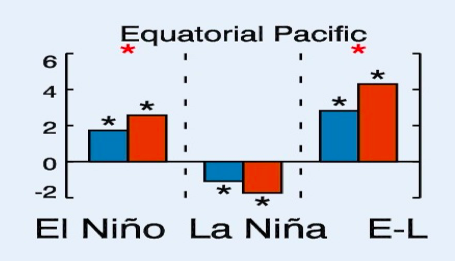 Equatorial Pacific
* *
6
4
2
0
-2
* * * * * *
El Niño La Niña E-L